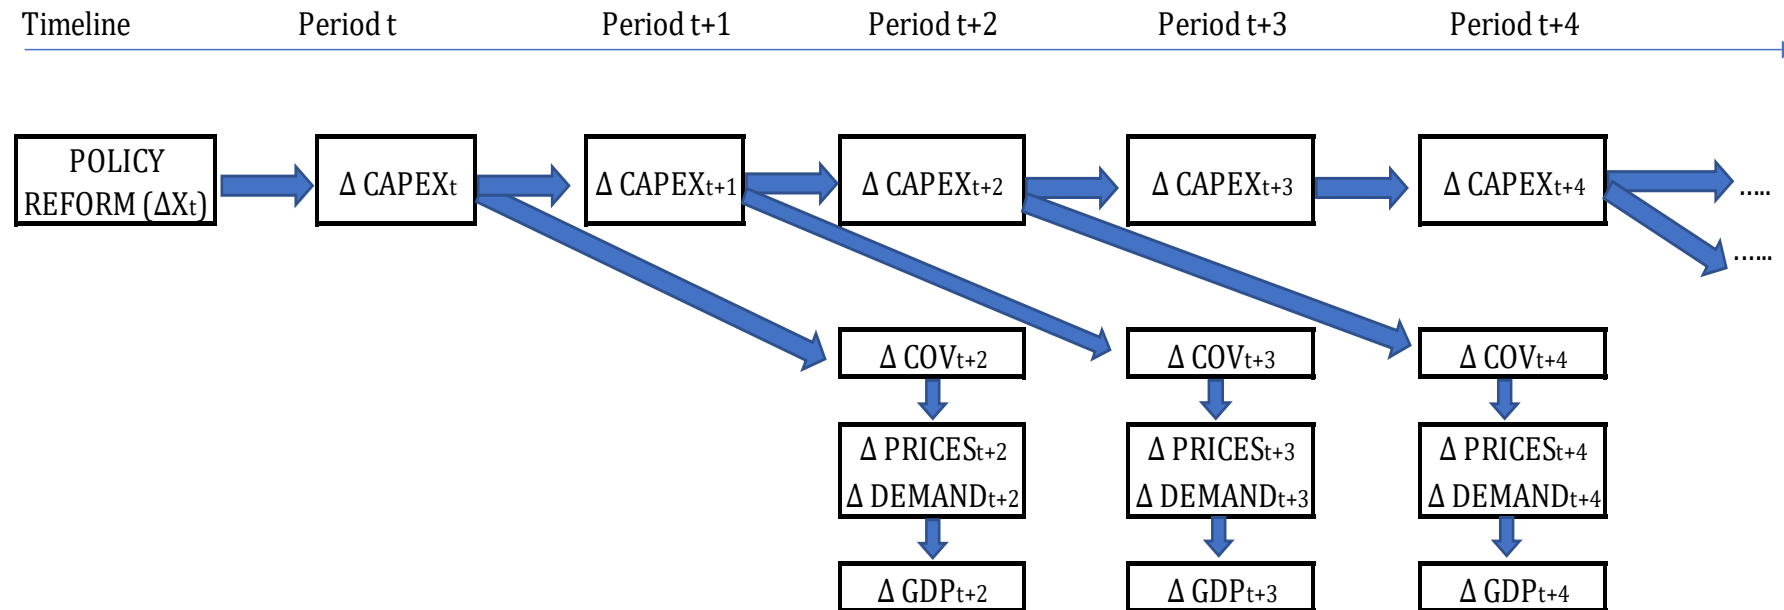 Timeline Period t Period t+1 Period t+2 Period t+3 Period t+4
POLICY
REFORM (ΔXt)
Δ CAPEXt
Δ CAPEXt+1
Δ CAPEXt+2
Δ CAPEXt+3
Δ CAPEXt+4
.....
......
Δ COVt+2
Δ COVt+3
Δ COVt+4
Δ PRICESt+2
Δ DEMANDt+2
Δ PRICESt+3
Δ DEMANDt+3
Δ PRICESt+4
Δ DEMANDt+4
Δ GDPt+2
Δ GDPt+3
Δ GDPt+4